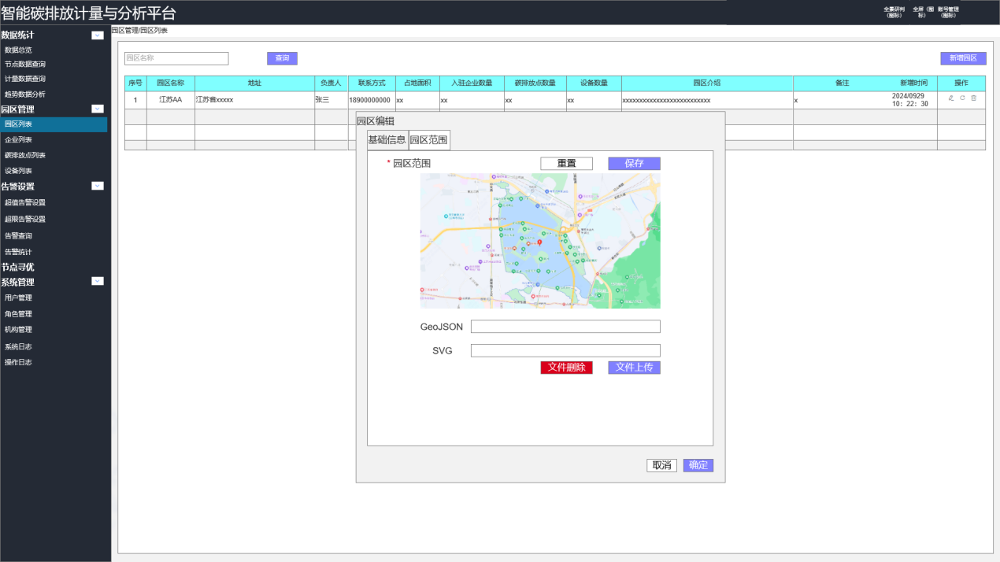 智能碳排放计量与分析平台
全景研判（图标）
全屏（图标）
账号管理（图标）
园区管理/园区列表
数据统计
数据总览
节点数据查询
计量数据查询
趋势数据分析
园区管理
园区列表
企业列表
碳排放点列表
设备列表
告警设置
超值告警设置
超限告警设置
告警查询
告警统计
节点寻优
系统管理
用户管理
角色管理
机构管理
系统日志
操作日志
园区名称 查询 新增园区
序号 园区名称 地址 负责人 联系方式 占地面积 入驻企业数量 碳排放点数量 设备数量 园区介绍 备注 新增时间 操作
1 江苏AA 江苏省xxxxx 张三 18900000000 xx xx xx xx xxxxxxxxxxxxxxxxxxxxxxxxxx x 2024/0929 10：22：30
园区编辑
基础信息 园区范围
* 园区范围 重置 保存
GeoJSON
SVG
文件删除 文件上传
取消 确定